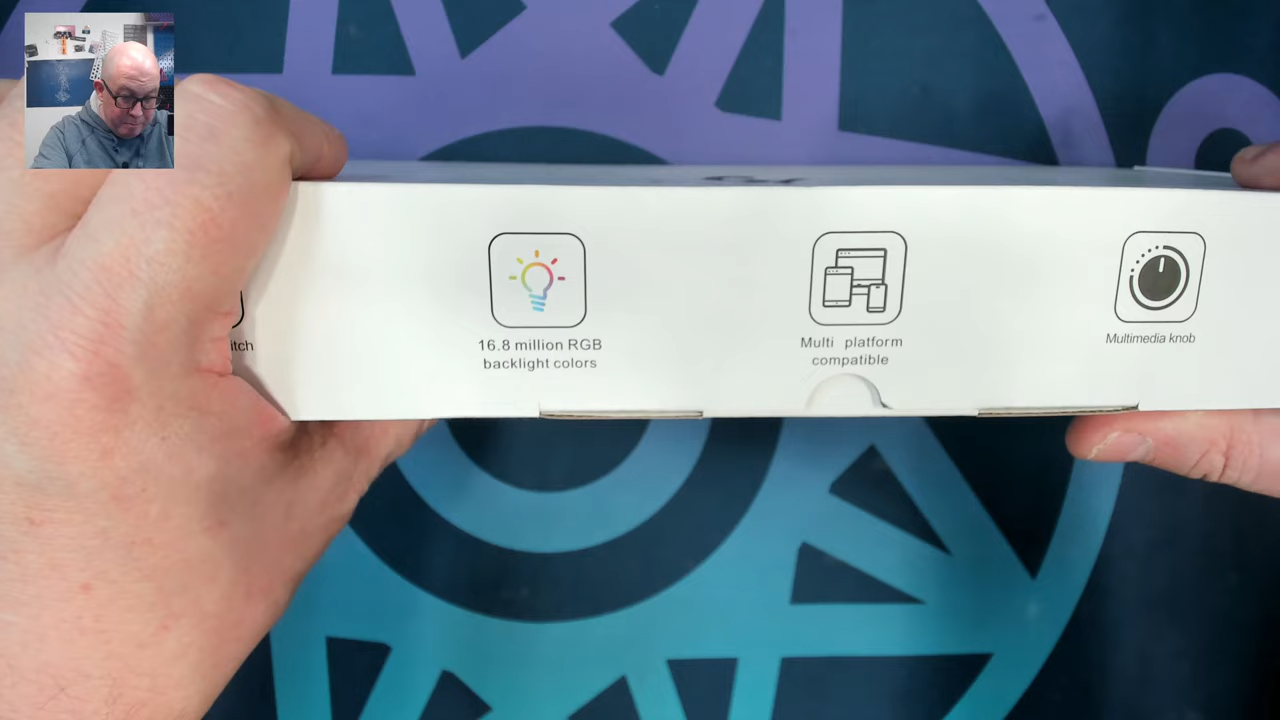 itch
16.8 million RGB
backlight colors
Multi platform
compatible
Multimedia knob